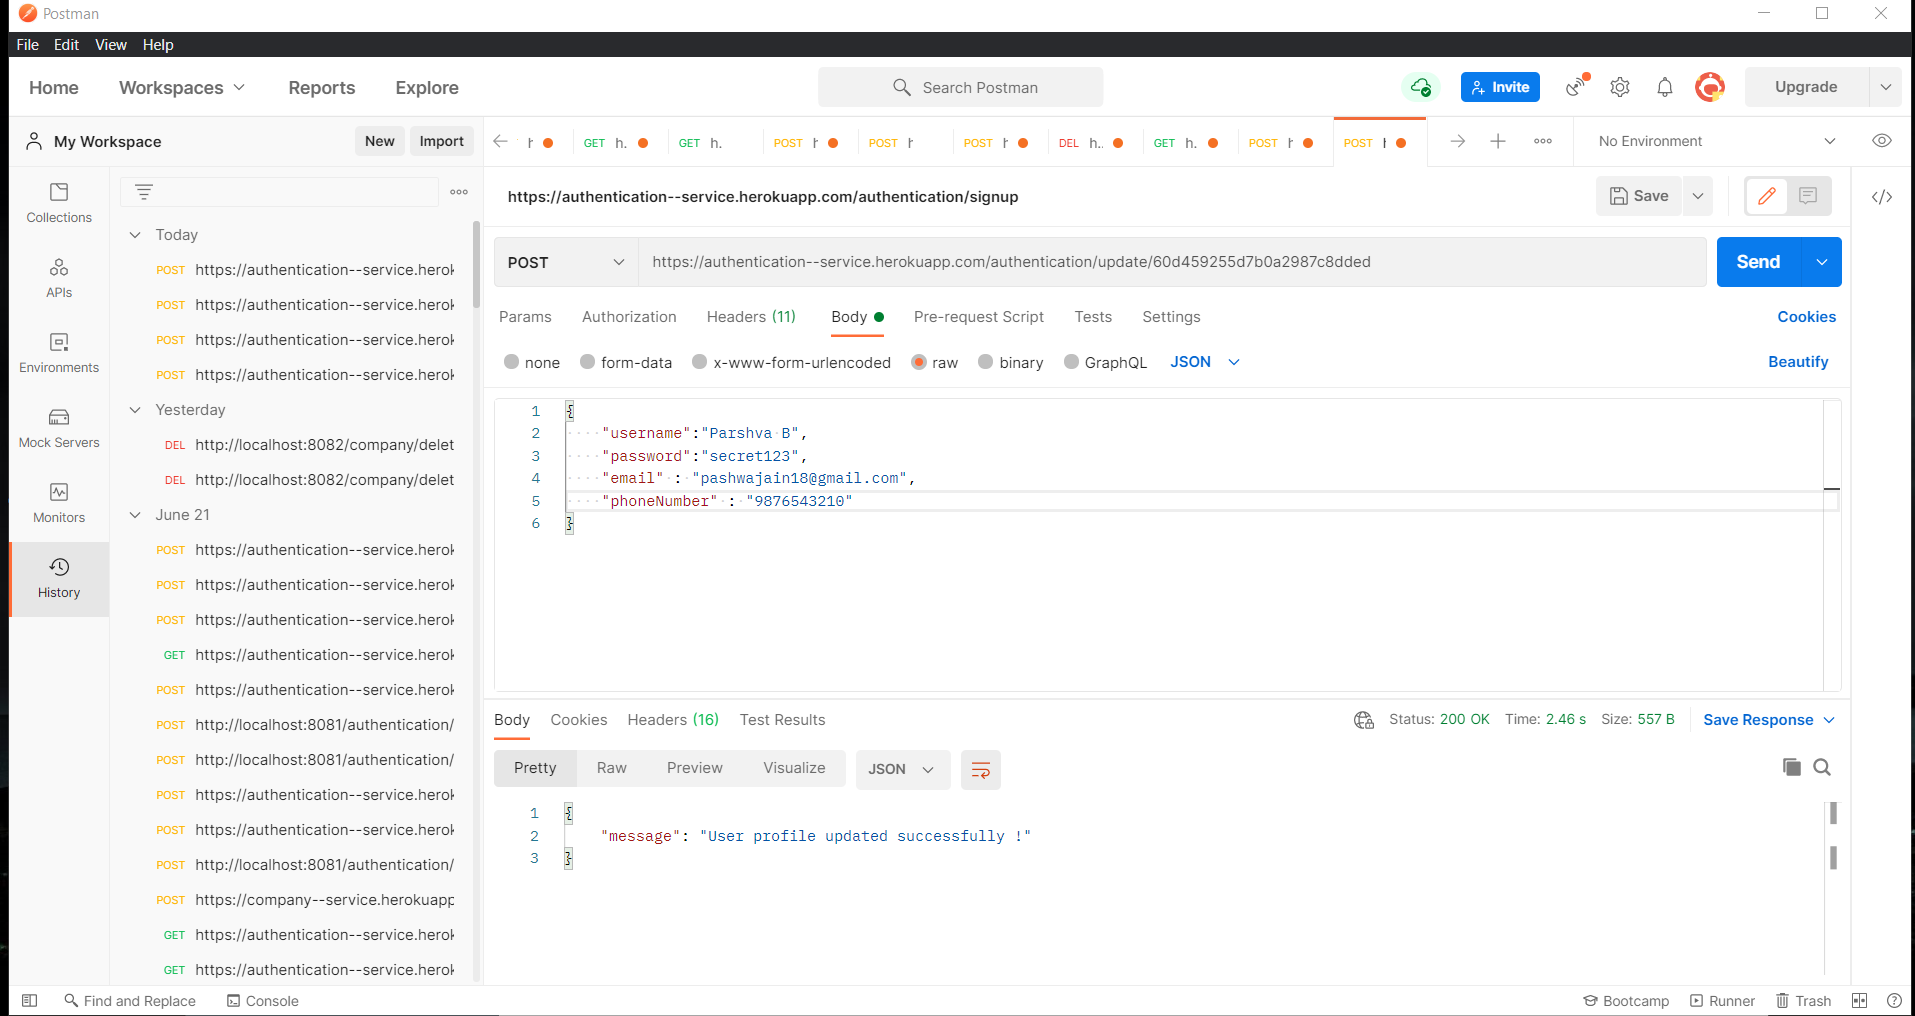 Postman
File Edit View Help
Home Workspaces Reports Explore Search Postman Invite Upgrade
My Workspace New Import GET h. GET h. POST POST POST DEL h.. GET h. POST POST No Environment
Collections
APIs
Environments
Mock Servers
Monitors
History
Today
POST https://authentication--service.herok
POST https://authentication--service.herok
POST https://authentication--service.herok
POST https://authentication--service.herok
Yesterday
DEL http://localhost:8082/company/delet
DEL http://localhost:8082/company/delet
June 21
POST https://authentication--service.herok
POST https://authentication--service.herok
POST https://authentication--service.herok
GET https://authentication--service.herok
POST https://authentication--service.herok
POST http://localhost:8081/authentication/
POST http://localhost:8081/authentication/
POST https://authentication--service.herok
POST https://authentication--service.herok
POST http://localhost:8081/authentication/
POST https://company--service.herokuapp
GET https://authentication--service.herok
GET https://authentication--service.herok
https://authentication--service.herokuapp.com/authentication/signup Save
POST https://authentication--service.herokuapp.com/authentication/update/60d459255d7b0a2987c8dded Send
Params Authorization Headers (11) Body Pre-request Script Tests Settings Cookies
none form-data x-www-form-urlencoded raw binary GraphQL JSON Beautify
1 {
2 "username":"Parshva B",
3 "password":"secret123",
4 "email" : "pashwajain18@gmail.com",
5 "phoneNumber" : "9876543210"
6 }
Body Cookies Headers (16) Test Results Status: 200 OK Time: 2.46 s Size: 557 B Save Response
Pretty Raw Preview Visualize JSON
1 {
2 "message": "User profile updated successfully !"
3 }
Find and Replace Console Bootcamp Runner Trash